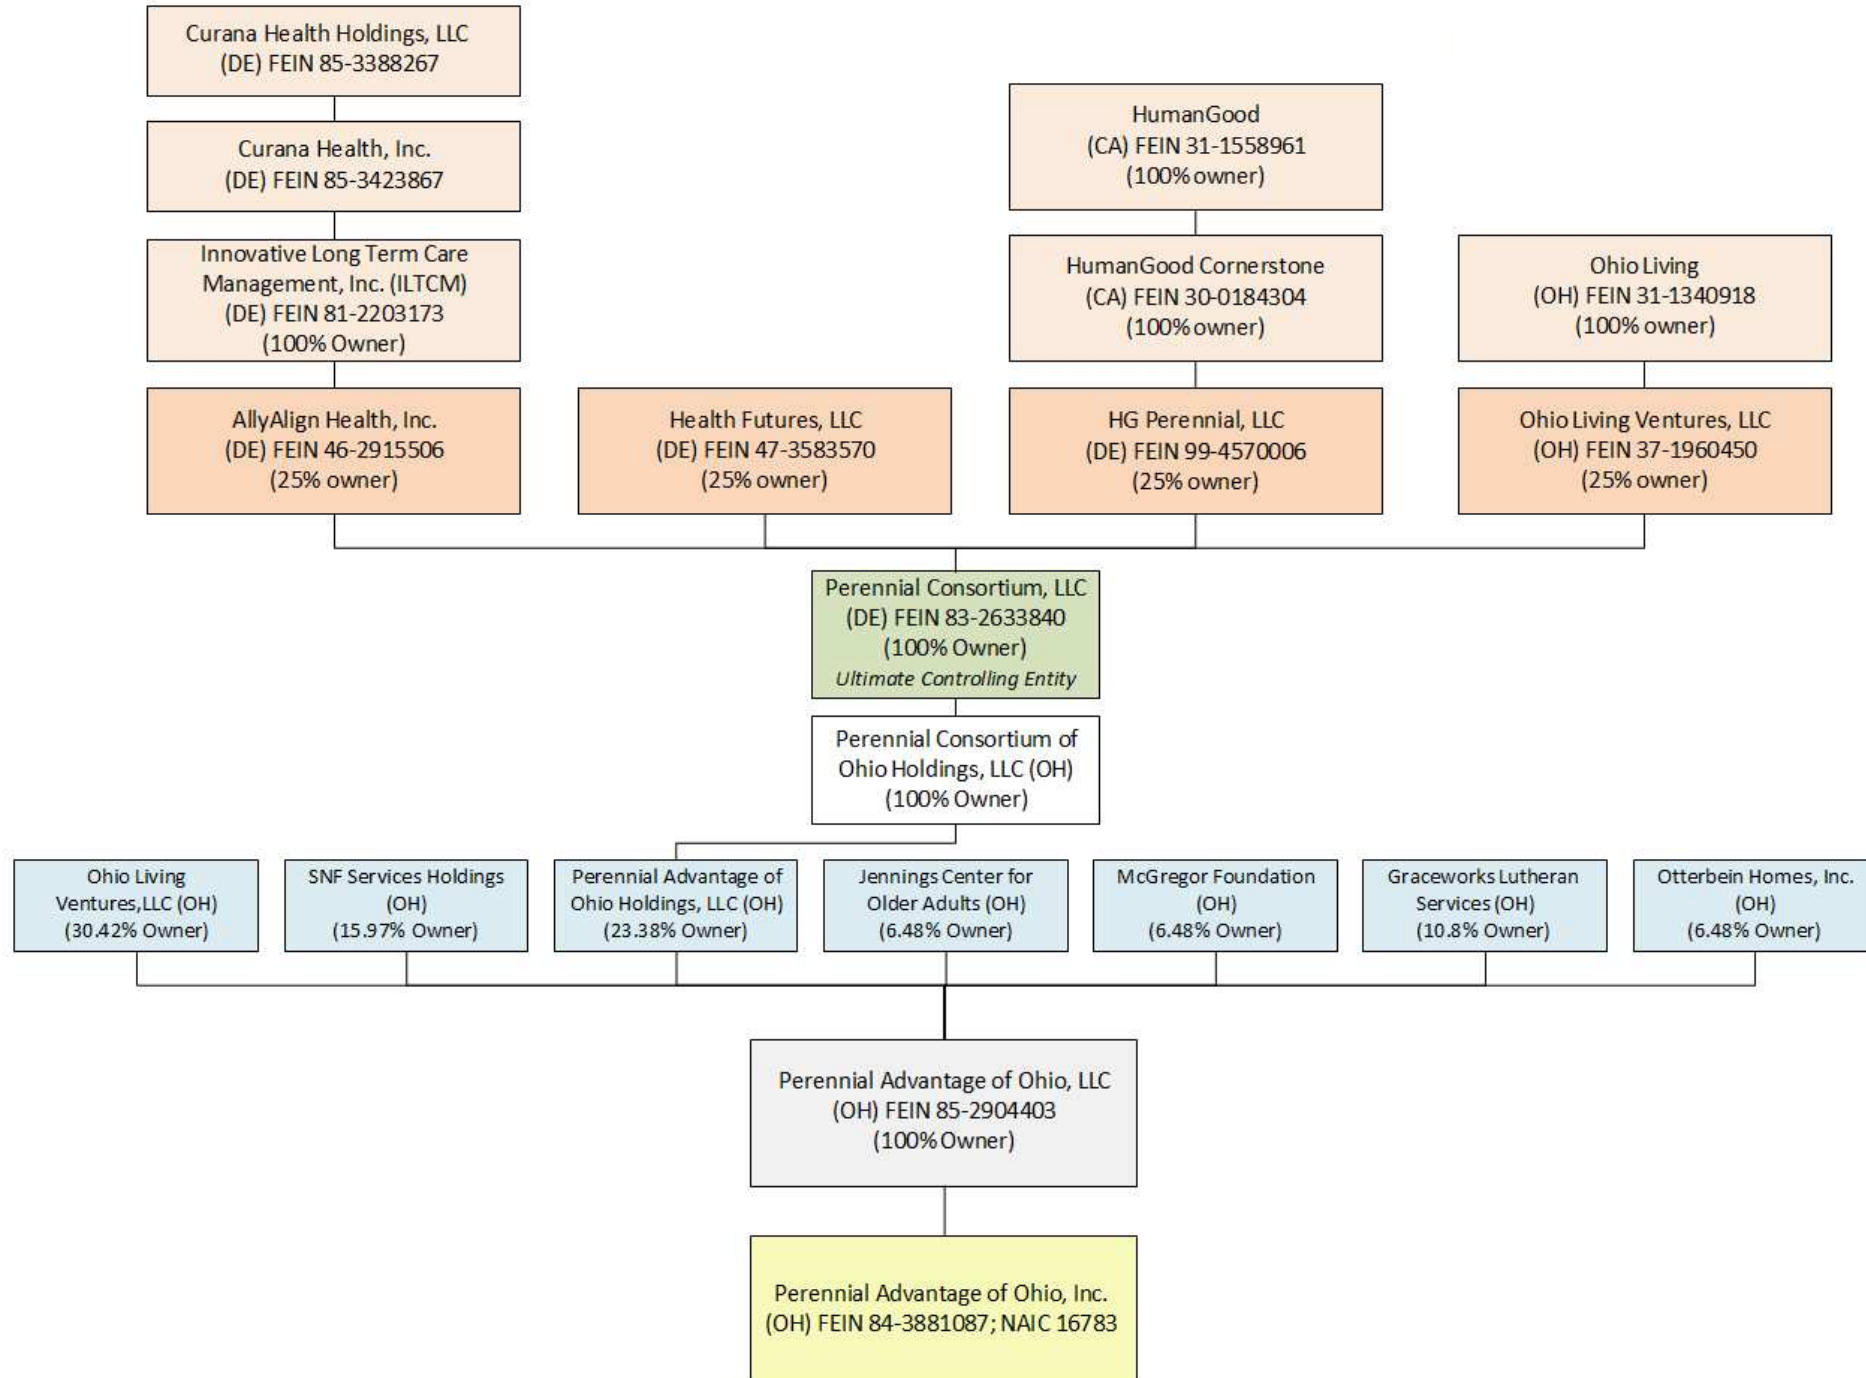 Curana Health Holdings, LLC
(DE) FEIN 85-3388267
Curana Health, Inc.
(DE) FEIN 85-3423867
Innovative Long Term Care
Management, Inc. (ILTCM)
(DE) FEIN 81-2203173
(100% Owner)
HumanGood
(CA) FEIN 31-1558961
(100% owner)
HumanGood Cornerstone
(CA) FEIN 30-0184304
(100% owner)
Ohio Living
(OH) FEIN 31-1340918
(100% owner)
AllyAlign Health, Inc.
(DE) FEIN 46-2915506
(25% owner)
Health Futures, LLC
(DE) FEIN 47-3583570
(25% owner)
HG Perennial, LLC
(DE) FEIN 99-4570006
(25% owner)
Ohio Living Ventures, LLC
(OH) FEIN 37-1960450
(25% owner)
Perennial Consortium, LLC
(DE) FEIN 83-2633840
(100% Owner)
Ultimate Controlling Entity
Perennial Consortium of
Ohio Holdings, LLC (OH)
(100% Owner)
Ohio Living
Ventures,LLC (OH)
(30.42% Owner)
SNF Services Holdings
(OH)
(15.97% Owner)
Perennial Advantage of
Ohio Holdings, LLC (OH)
(23.38% Owner)
Jennings Center for
Older Adults (OH)
(6.48% Owner)
McGregor Foundation
(OH)
(6.48% Owner)
Graceworks Lutheran
Services (OH)
(10.8% Owner)
Otterbein Homes, Inc.
(OH)
(6.48% Owner)
Perennial Advantage of Ohio, LLC
(OH) FEIN 85-2904403
(100% Owner)
Perennial Advantage of Ohio, Inc.
(OH) FEIN 84-3881087; NAIC 16783